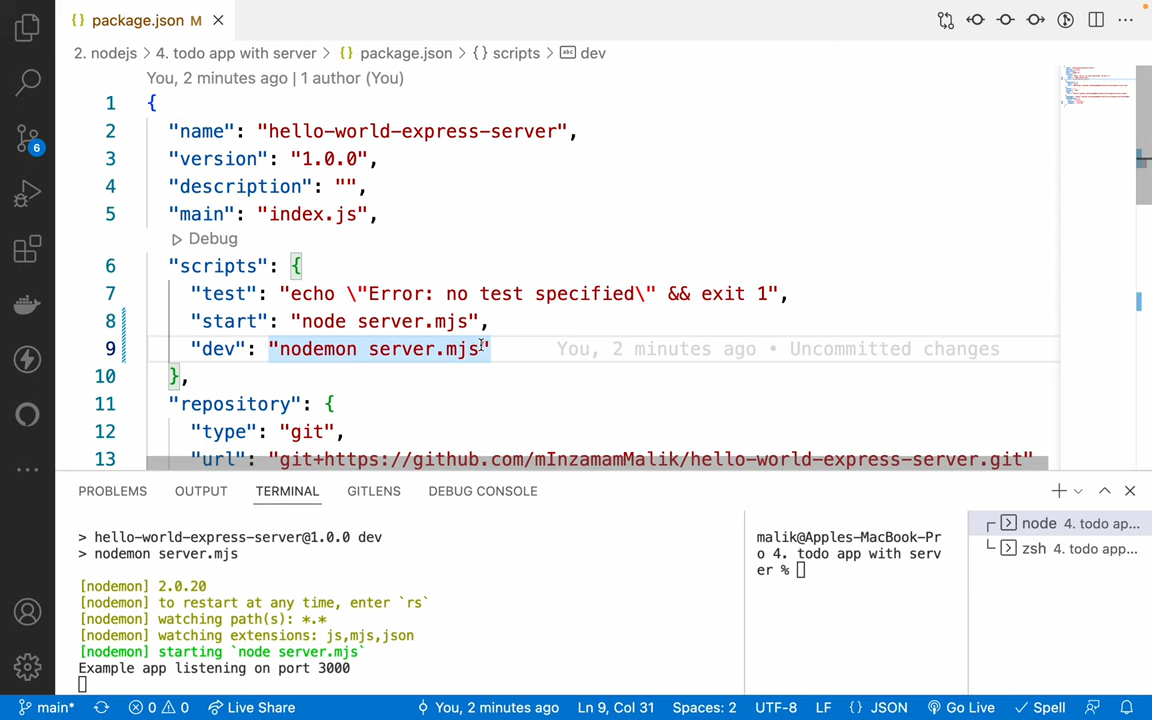 {} package.json M ×
2. nodejs > 4. todo app with server > {} package.json > {} scripts > dev
You, 2 minutes ago | 1 author (You)
1 {
2 "name": "hello-world-express-server",
3 "version": "1.0.0",
4 "description": "",
5 "main": "index.js",
Debug
6 "scripts": {
7 "test": "echo \"Error: no test specified\" && exit 1",
8 "start": "node server.mjs",
9 "dev": "nodemon server.mjs" You, 2 minutes ago • Uncommitted changes
10 },
11 "repository": {
12 "type": "git",
13 "url": "git+https://github.com/mInzamamMalik/hello-world-express-server.git"
6
PROBLEMS OUTPUT TERMINAL GITLENS DEBUG CONSOLE
> hello-world-express-server@1.0.0 dev
> nodemon server.mjs
[nodemon] 2.0.20
[nodemon] to restart at any time, enter `rs`
[nodemon] watching path(s): *.*
[nodemon] watching extensions: js,mjs,json
[nodemon] starting `node server.mjs`
Example app listening on port 3000
malik@Apples-MacBook-Pr
o 4. todo app with serv
er %
node 4. todo ap...
zsh 4. todo app...
main* 0 0 Live Share You, 2 minutes ago Ln 9, Col 31 Spaces: 2 UTF-8 LF {} JSON Go Live Spell